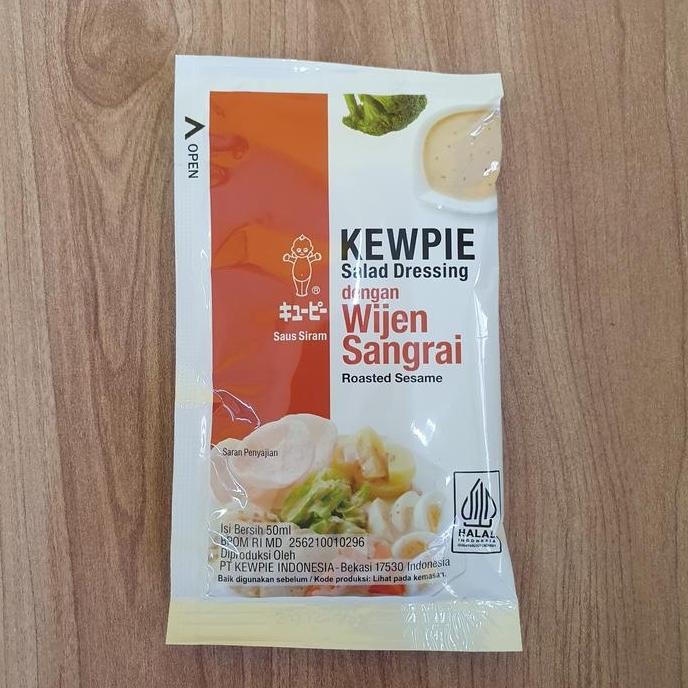 OPEN
KEWPIE
Salad Dressing
dengan
Wijen
Sangrai
Roasted Sesame
®
キユーピー
Saus Siram
Saran Penyajian
Isi Bersih 50ml
BPOM RI MD 256210010296
Diproduksi Oleh
PT KEWPIE INDONESIA - Bekasi 17530 Indonesia
Baik digunakan sebelum / Kode produksi: Lihat pada kemasan.
HALAL
INDONESIA